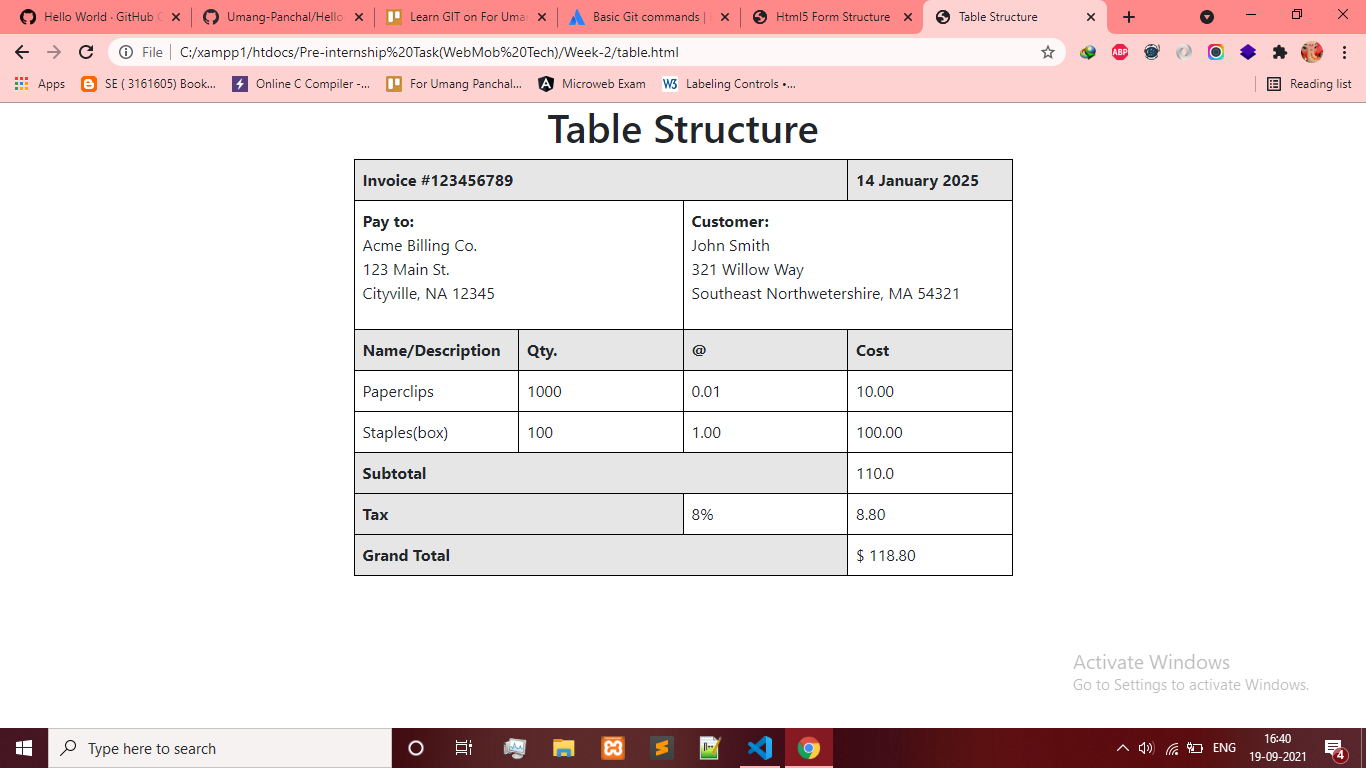 Hello World · GitHub
Umang-Panchal/Hello
Learn GIT on For Uma
Basic Git commands |
Html5 Form Structure
Table Structure
File | C:/xampp1/htdocs/Pre-internship%20Task(WebMob%20Tech)/Week-2/table.html
ABP
Apps
SE ( 3161605) Book...
Online C Compiler -...
For Umang Panchal...
Microweb Exam
W3 Labeling Controls •...
Reading list
Table Structure
Invoice #123456789 14 January 2025
Pay to:
Acme Billing Co.
123 Main St.
Cityville, NA 12345
Customer:
John Smith
321 Willow Way
Southeast Northwetershire, MA 54321
Name/Description Qty. @ Cost
Paperclips 1000 0.01 10.00
Staples(box) 100 1.00 100.00
Subtotal 110.0
Tax 8% 8.80
Grand Total $ 118.80
Activate Windows
Go to Settings to activate Windows.
Type here to search
ENG
16:40
19-09-2021
4